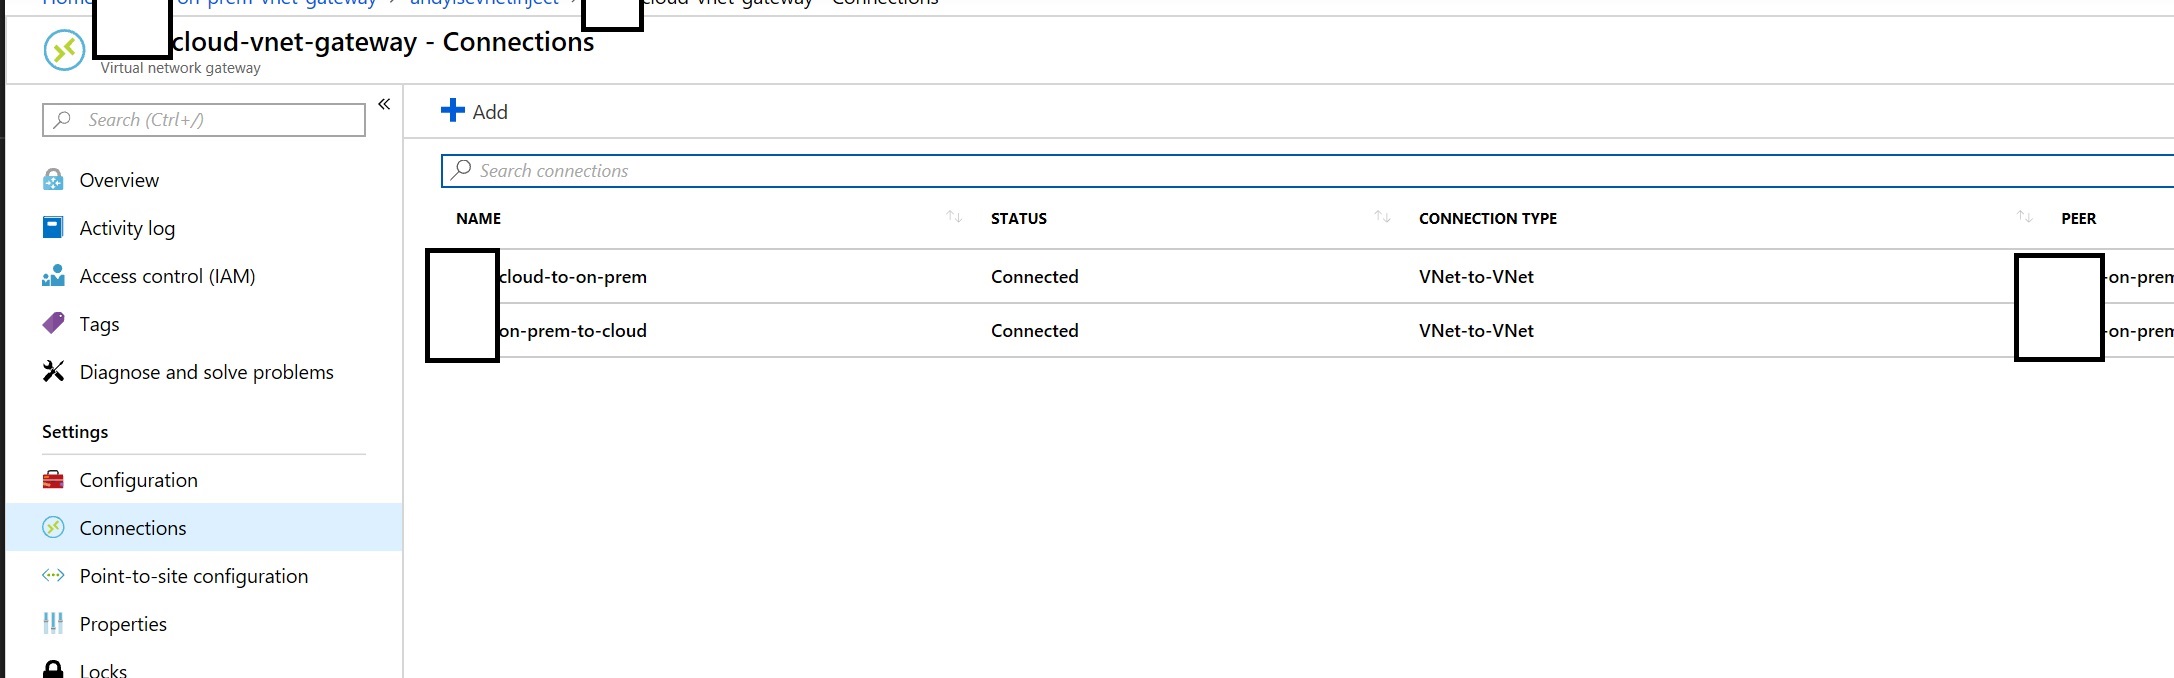 Home on-prem-vnet-gateway > andyisevnetinject > cloud-vnet-gateway - Connections
cloud-vnet-gateway - Connections
Virtual network gateway
Search (Ctrl+/)
«
Add
Search connections
Overview
Activity log
Access control (IAM)
Tags
Diagnose and solve problems
Settings
Configuration
Connections
Point-to-site configuration
Properties
Locks
NAME STATUS CONNECTION TYPE PEER
cloud-to-on-prem Connected VNet-to-VNet -on-prem
on-prem-to-cloud Connected VNet-to-VNet -on-prem